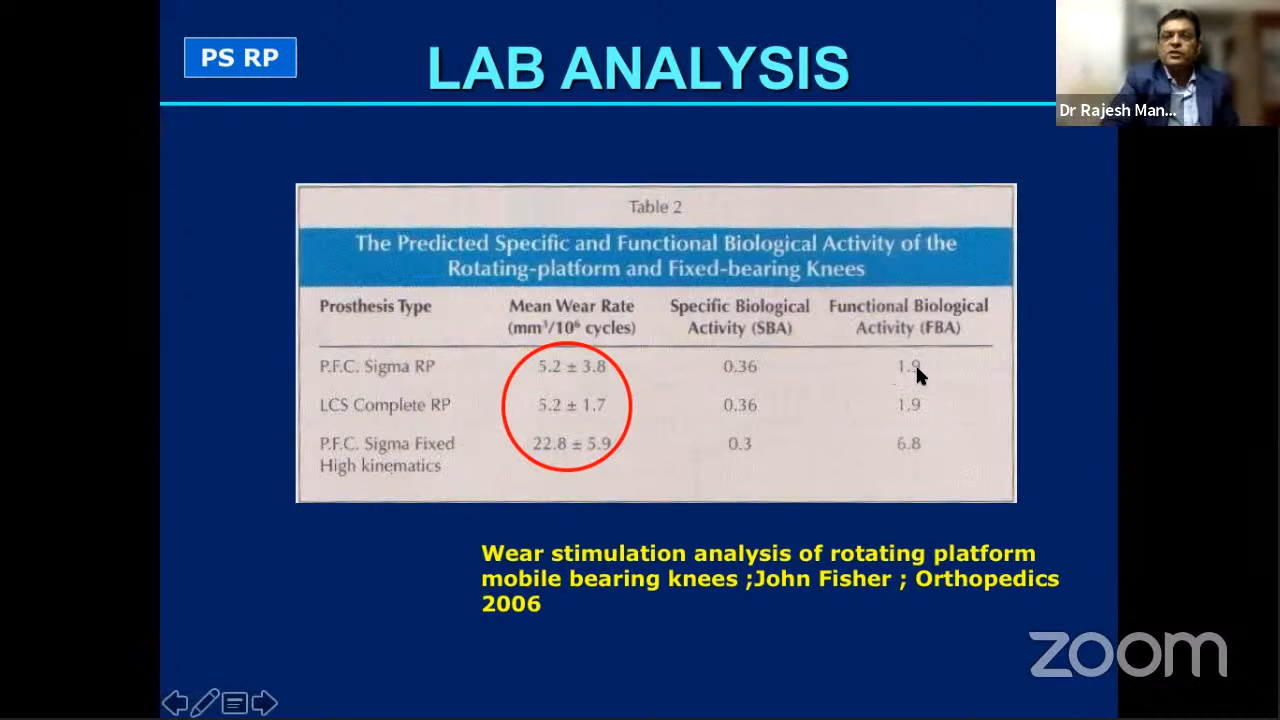 PS RP
LAB ANALYSIS
Dr Rajesh Man...
Table 2
The Predicted Specific and Functional Biological Activity of the
Rotating-platform and Fixed-bearing Knees
Prosthesis Type Mean Wear Rate Specific Biological Functional Biological
(mm³/10⁶ cycles) Activity (SBA) Activity (FBA)
P.F.C. Sigma RP 5.2 ± 3.8 0.36 1.9
LCS Complete RP 5.2 ± 1.7 0.36 1.9
P.F.C. Sigma Fixed 22.8 ± 5.9 0.3 6.8
High kinematics
Wear stimulation analysis of rotating platform
mobile bearing knees ;John Fisher ; Orthopedics
2006
zoom